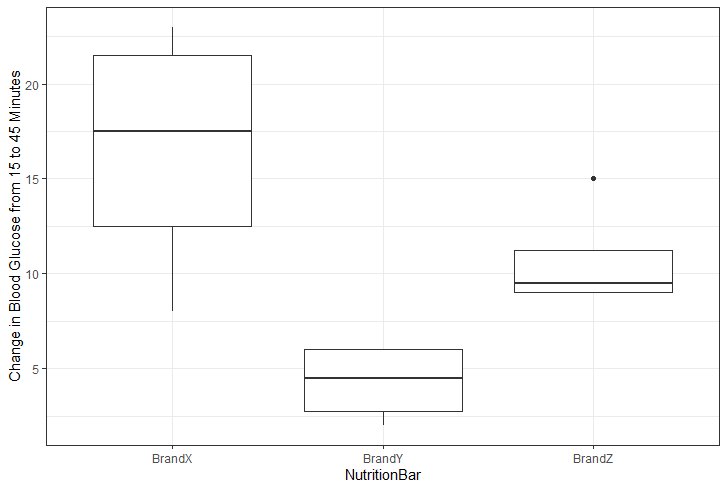 Change in Blood Glucose from 15 to 45 Minutes
20
15
10
5
BrandX BrandY BrandZ
NutritionBar